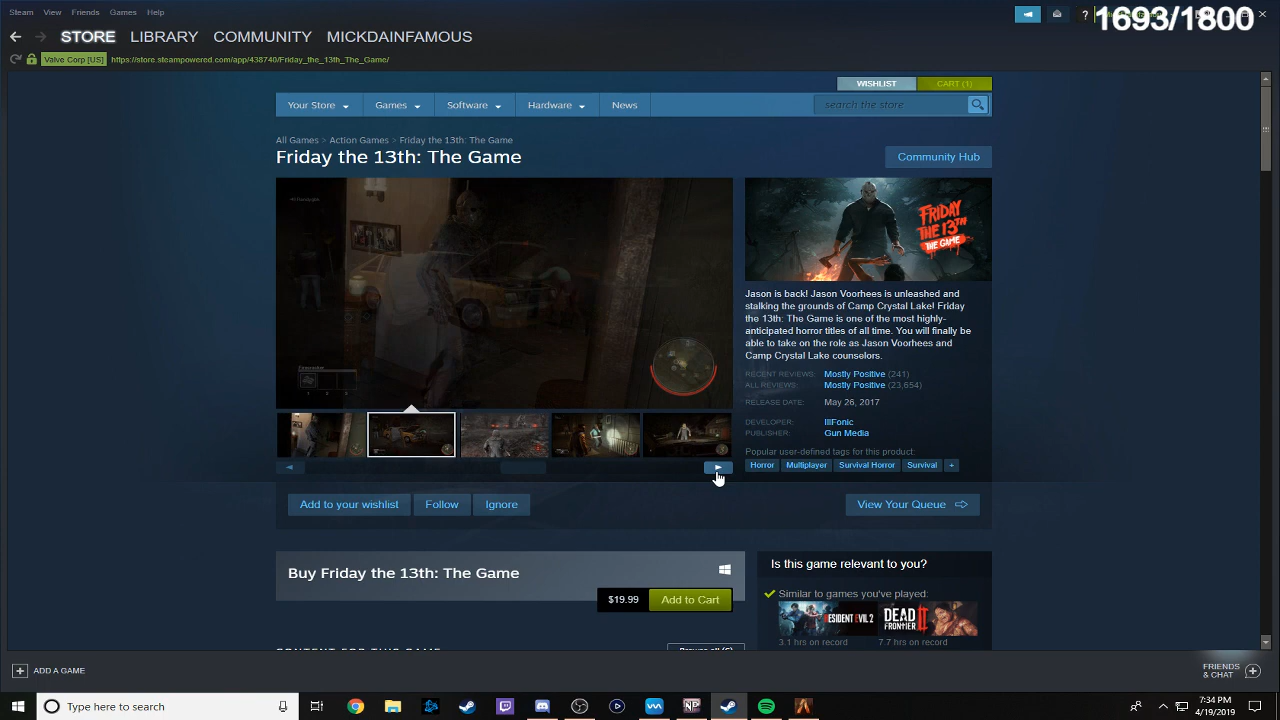 Steam View Friends Games Help
1693/1800
STORE LIBRARY COMMUNITY MICKDAINFAMOUS
Valve Corp [US] https://store.steampowered.com/app/438740/Friday_the_13th_The_Game/
WISHLIST CART (1)
Your Store Games Software Hardware News search the store
All Games > Action Games > Friday the 13th: The Game
Friday the 13th: The Game
Community Hub
FRIDAY THE 13TH THE GAME
Jason is back! Jason Voorhees is unleashed and
stalking the grounds of Camp Crystal Lake! Friday
the 13th: The Game is one of the most highly-
anticipated horror titles of all time. You will finally be
able to take on the role as Jason Voorhees and
Camp Crystal Lake counselors.
RECENT REVIEWS: Mostly Positive (241)
ALL REVIEWS: Mostly Positive (23,654)
RELEASE DATE: May 26, 2017
DEVELOPER: IllFonic
PUBLISHER: Gun Media
Popular user-defined tags for this product:
Horror Multiplayer Survival Horror Survival +
1 2 3
Add to your wishlist Follow Ignore
View Your Queue
Buy Friday the 13th: The Game
$19.99 Add to Cart
Is this game relevant to you?
Similar to games you've played:
RESIDENT EVIL 2 DEAD FRONTIER II
3.1 hrs on record 7.7 hrs on record
CONTENT FOR THIS GAME
ADD A GAME
FRIENDS
& CHAT
Type here to search
7:34 PM
4/19/2019